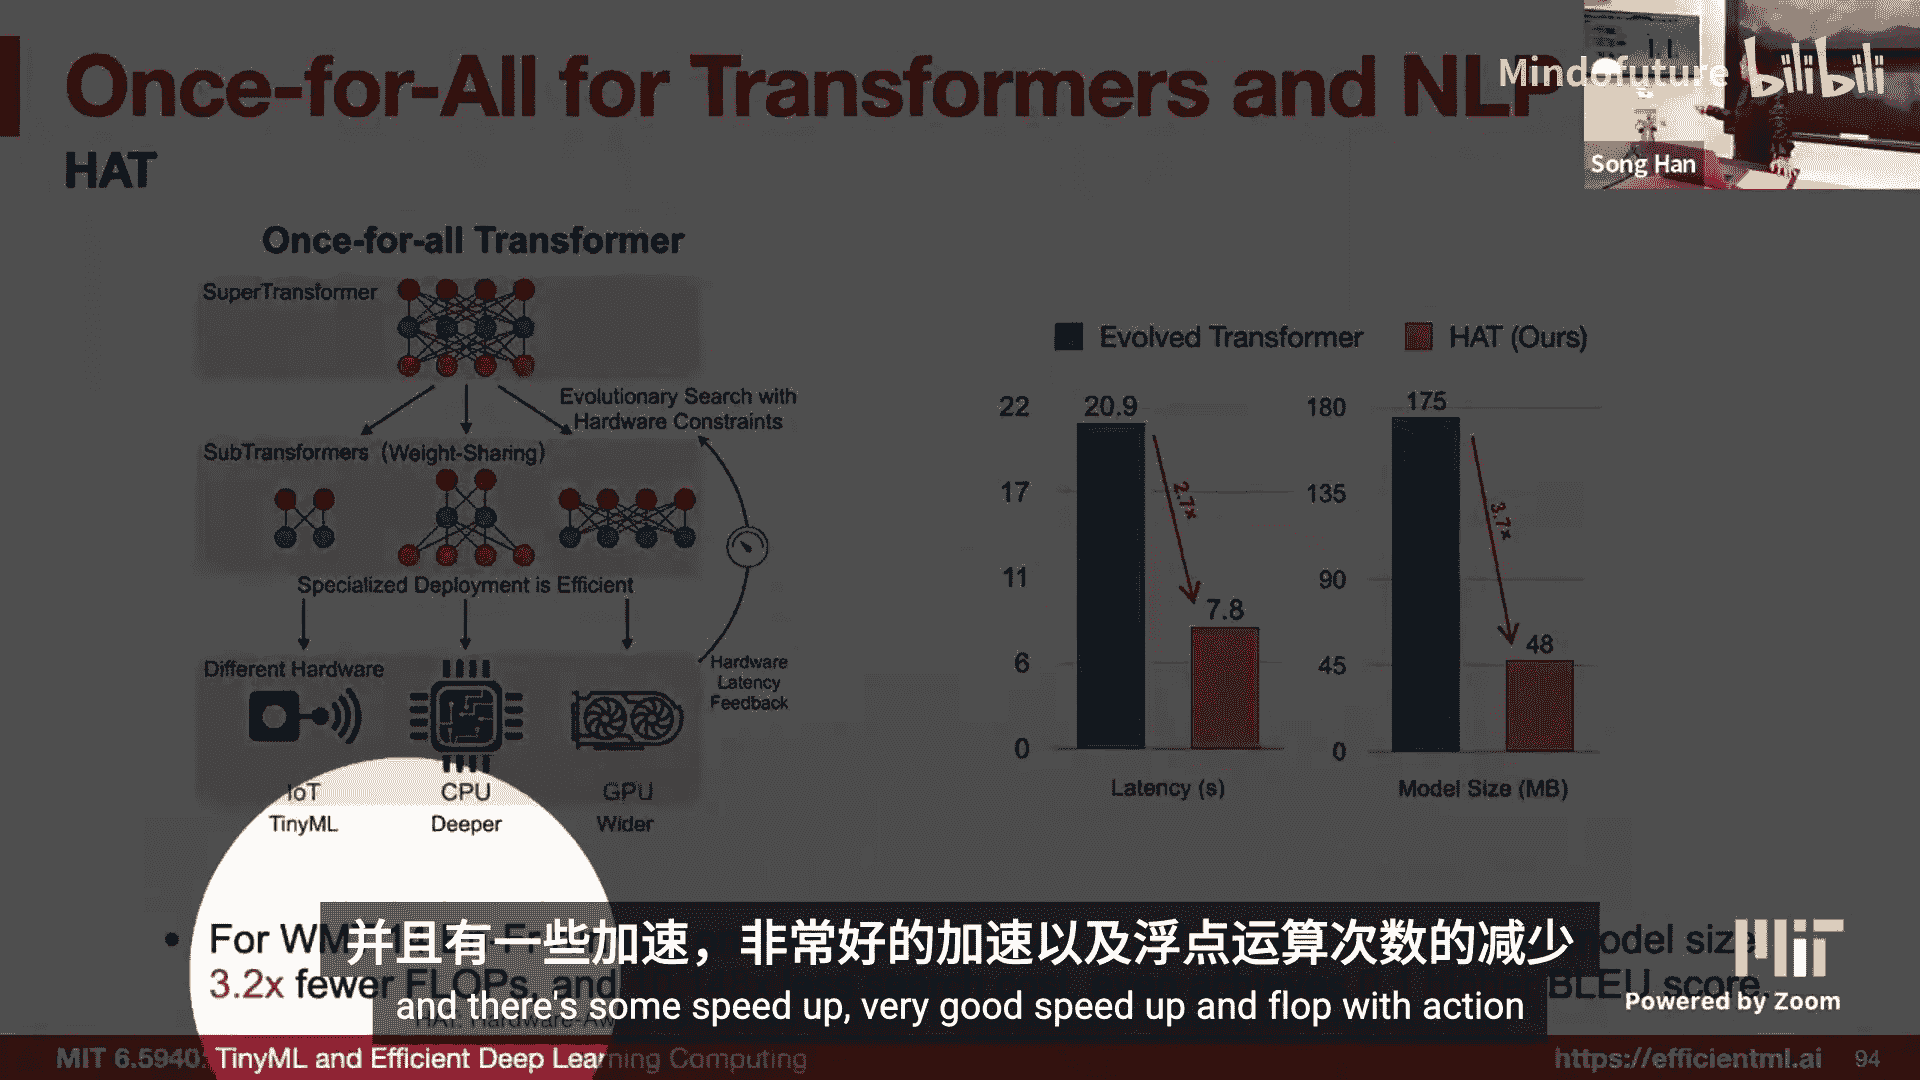 Once-for-All for Transformers and NLP
Mindofuture bilibili
Song Han
HAT
Once-for-all Transformer
SuperTransformer
Evolutionary Search with
Hardware Constraints
SubTransformers (Weight-Sharing)
Specialized Deployment is Efficient
Different Hardware
Hardware
Latency
Feedback
IoT
CPU
GPU
TinyML
Deeper
Wider
Evolved Transformer
HAT (Ours)
22
17
11
6
0
20.9
2.7x
7.8
Latency (s)
180
135
90
45
0
175
3.7x
48
Model Size (MB)
For
model size
3.2x fewer FLOPs, and
BLEU score.
并且有一些加速，非常好的加速以及浮点运算次数的减少
and there's some speed up, very good speed up and flop with action
MIT
Powered by Zoom
MIT 6.5940: TinyML and Efficient Deep Learning Computing
https://efficientml.ai
94